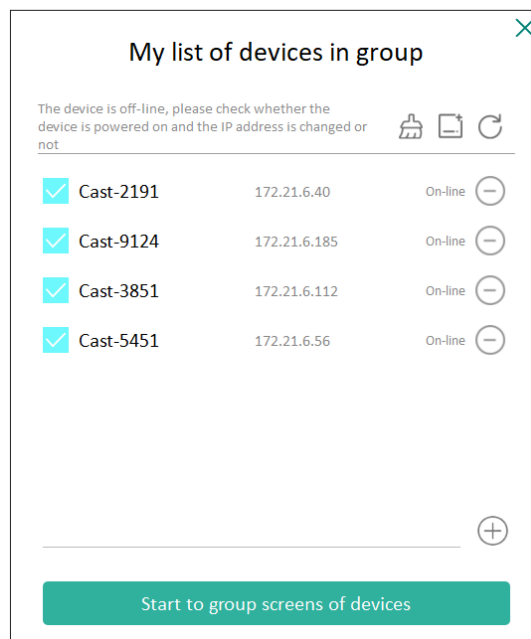 My list of devices in group
The device is off-line, please check whether the
device is powered on and the IP address is changed or
not
Cast-2191 172.21.6.40 On-line
Cast-9124 172.21.6.185 On-line
Cast-3851 172.21.6.112 On-line
Cast-5451 172.21.6.56 On-line
Start to group screens of devices